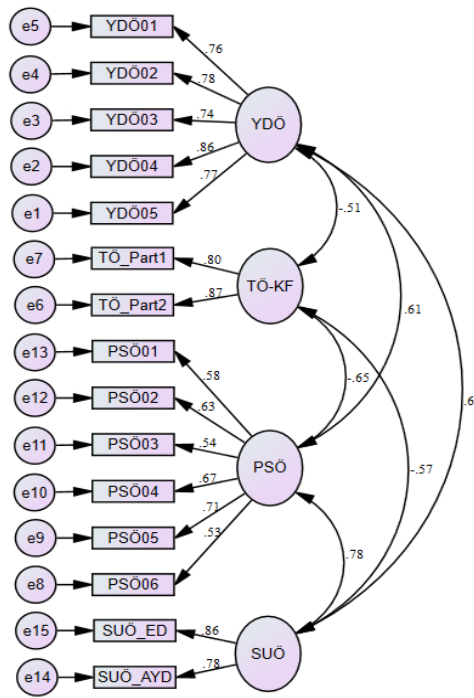 e5 YDÖ01 .76
e4 YDÖ02 .78
e3 YDÖ03 .74
YDÖ
e2 YDÖ04 .86
e1 YDÖ05 .77
-.51
e7 TÖ_Part1 .80
TÖ-KF
e6 TÖ_Part2 .87
.61
e13 PSÖ01 .58
-.65
e12 PSÖ02 .63
e11 PSÖ03 .54
PSÖ
-.57
e10 PSÖ04 .67
e9 PSÖ05 .71
.53
.78
e8 PSÖ06
e15 SUÖ_ED .86
SUÖ
e14 SUÖ_AYD .78